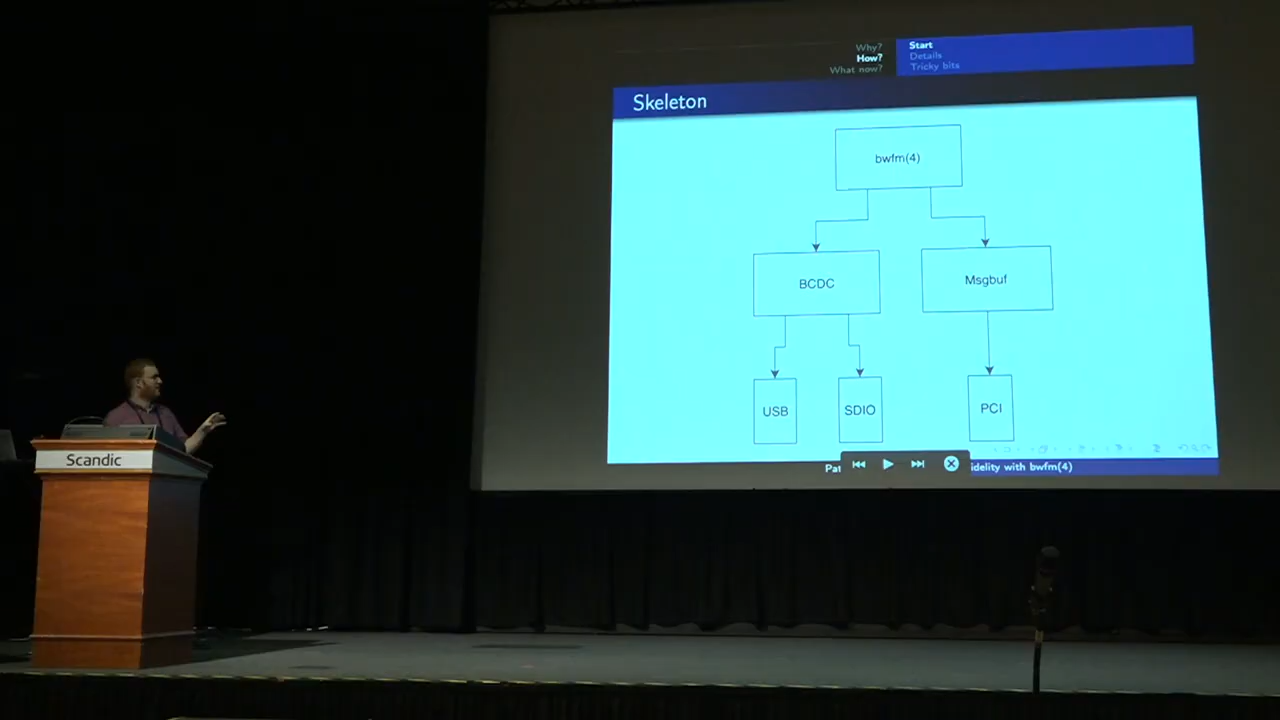 Why?
How?
What now?
Start
Details
Tricky bits
Skeleton
bwfm(4)
BCDC
Msgbuf
USB
SDIO
PCI
Pat
idelity with bwfm(4)
Scandic